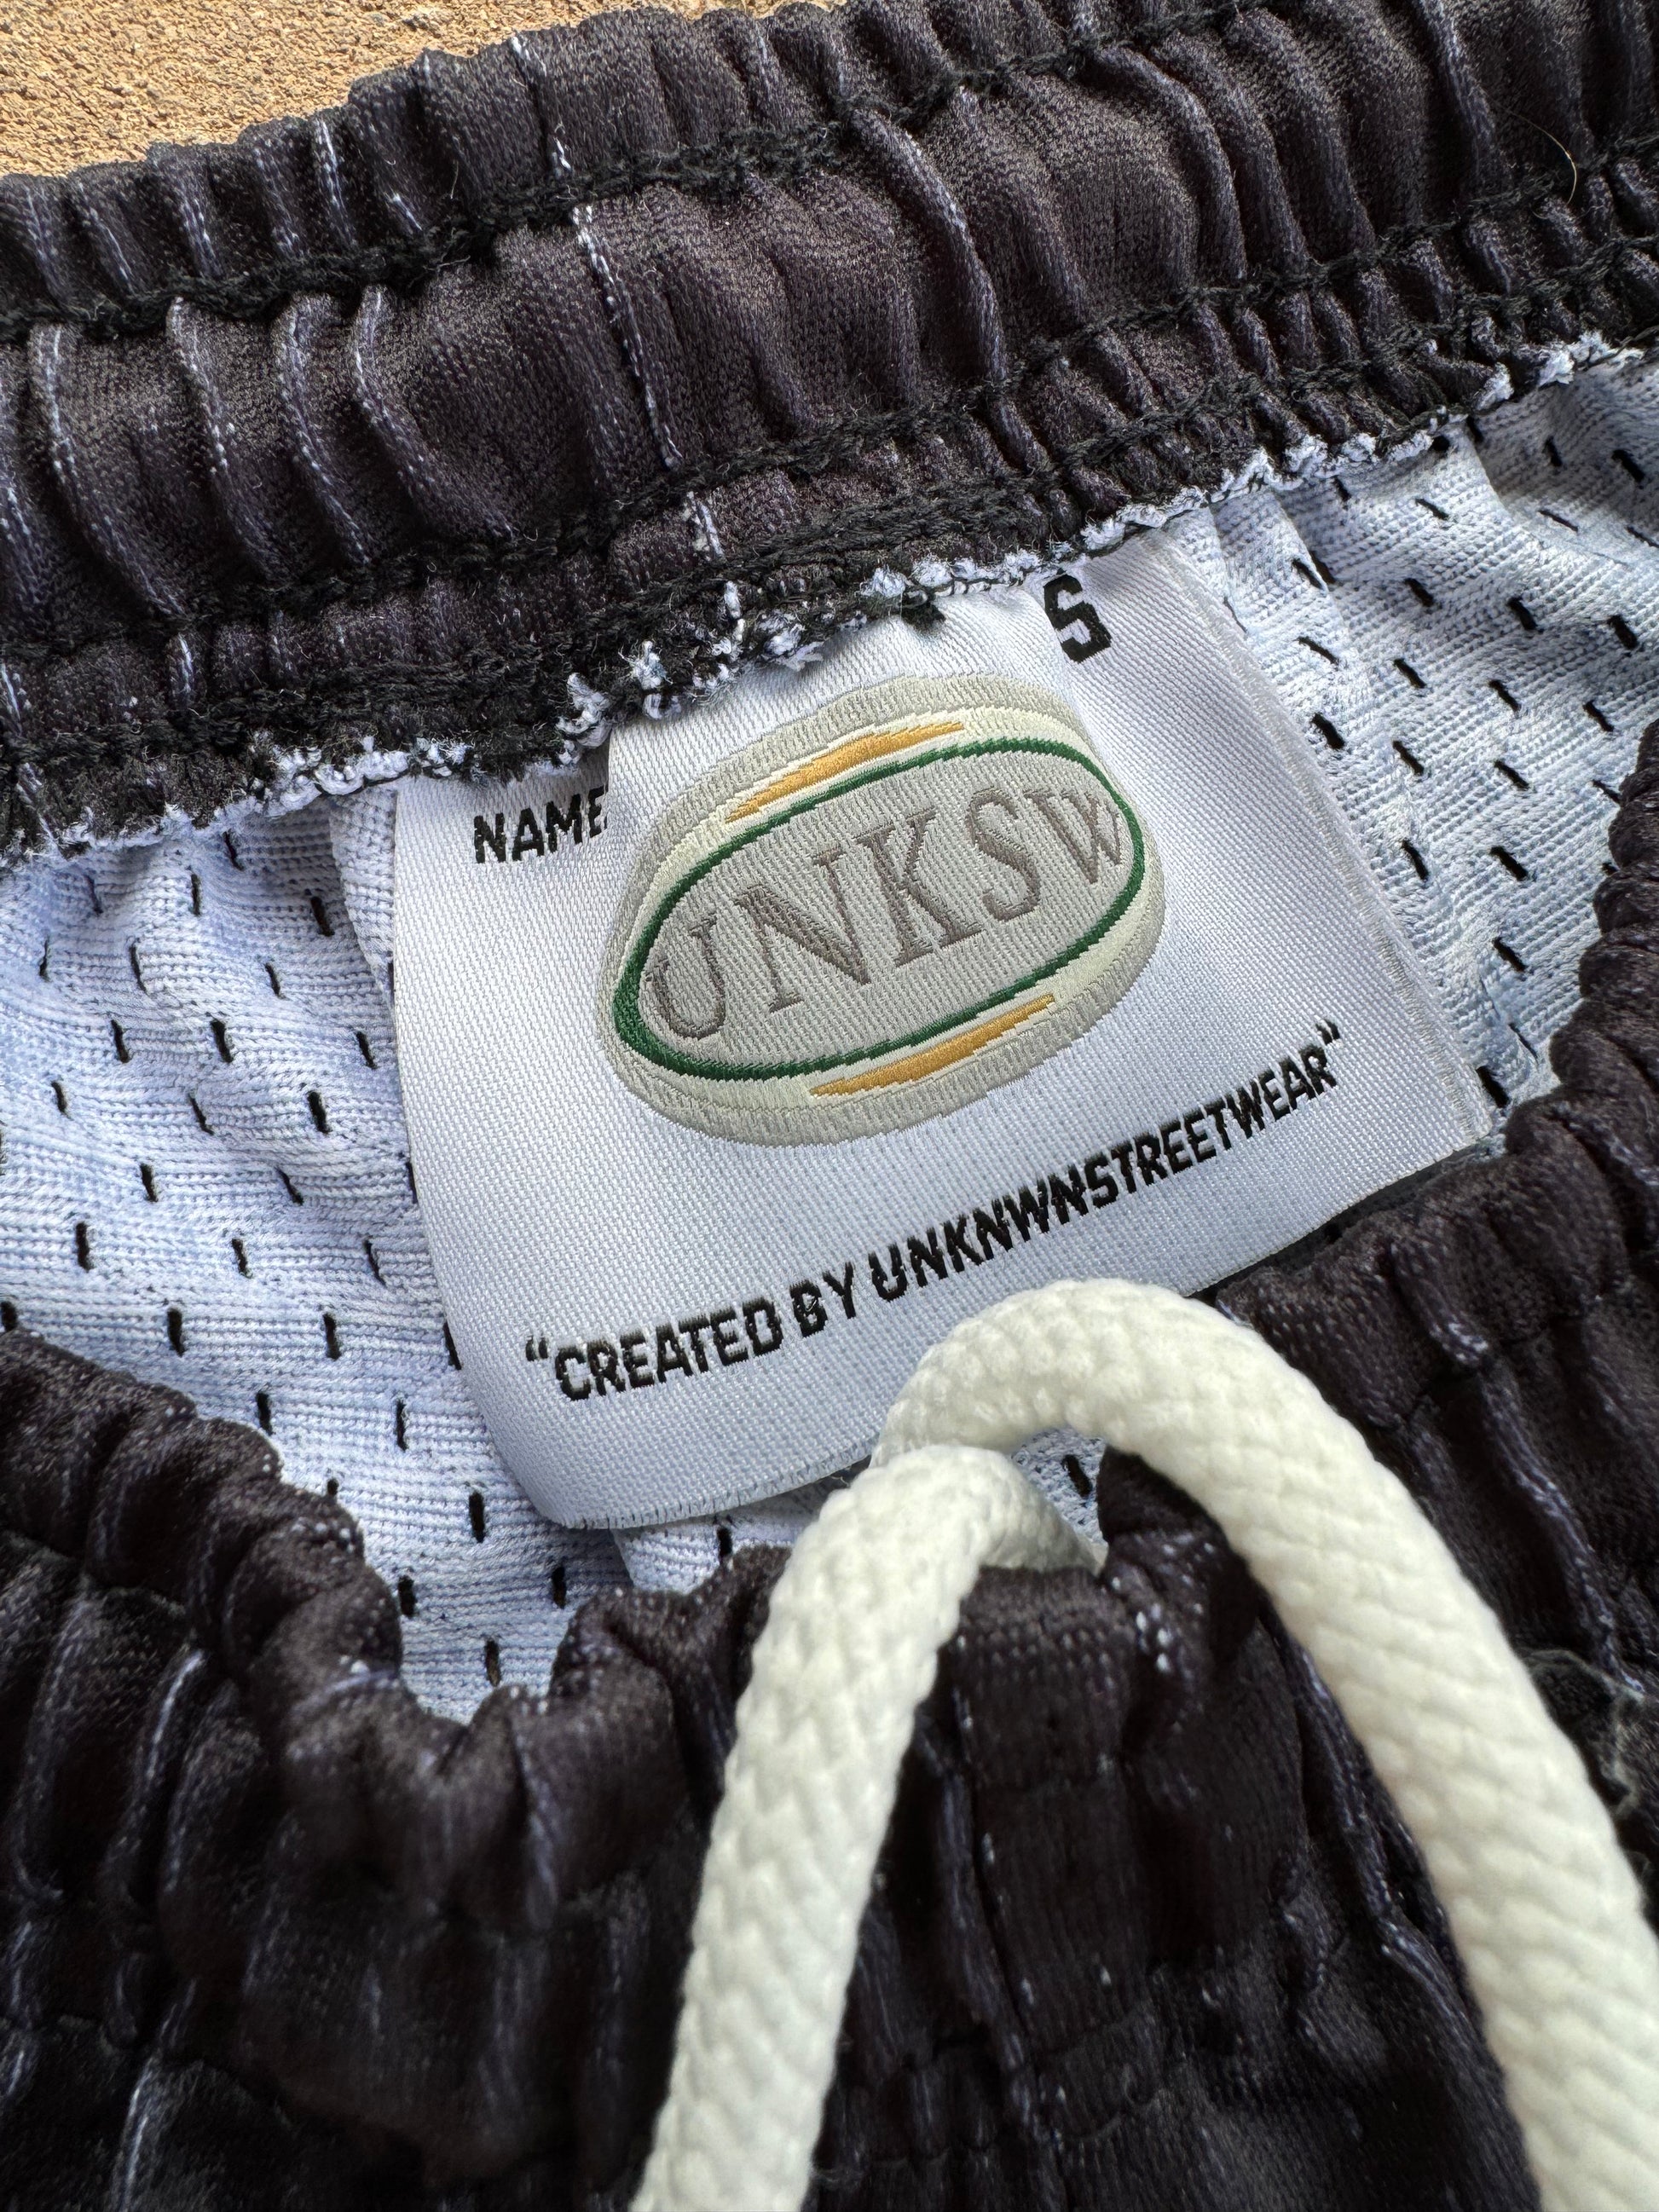 S
NAME:
UNKSW
“CREATED BY UNKNWNSTREETWEAR”